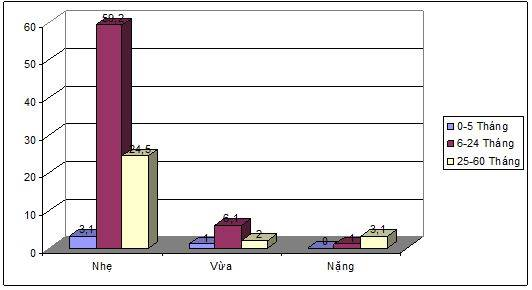 60
50
40
30
20
10
0
59,2
24,5
3,1
1
6,1
2
0
1
3,1
Nhẹ
Vừa
Nặng
0-5 Tháng
6-24 Tháng
25-60 Tháng